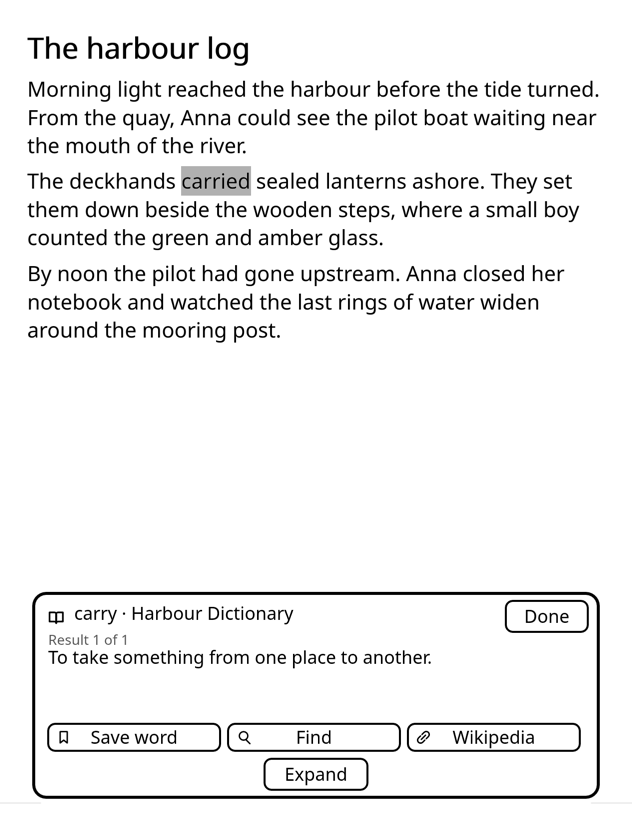 The harbour log
Morning light reached the harbour before the tide turned.
From the quay, Anna could see the pilot boat waiting near
the mouth of the river.
The deckhands carried sealed lanterns ashore. They set
them down beside the wooden steps, where a small boy
counted the green and amber glass.
By noon the pilot had gone upstream. Anna closed her
notebook and watched the last rings of water widen
around the mooring post.
carry · Harbour Dictionary
Done
Result 1 of 1
To take something from one place to another.
Save word
Find
Wikipedia
Expand